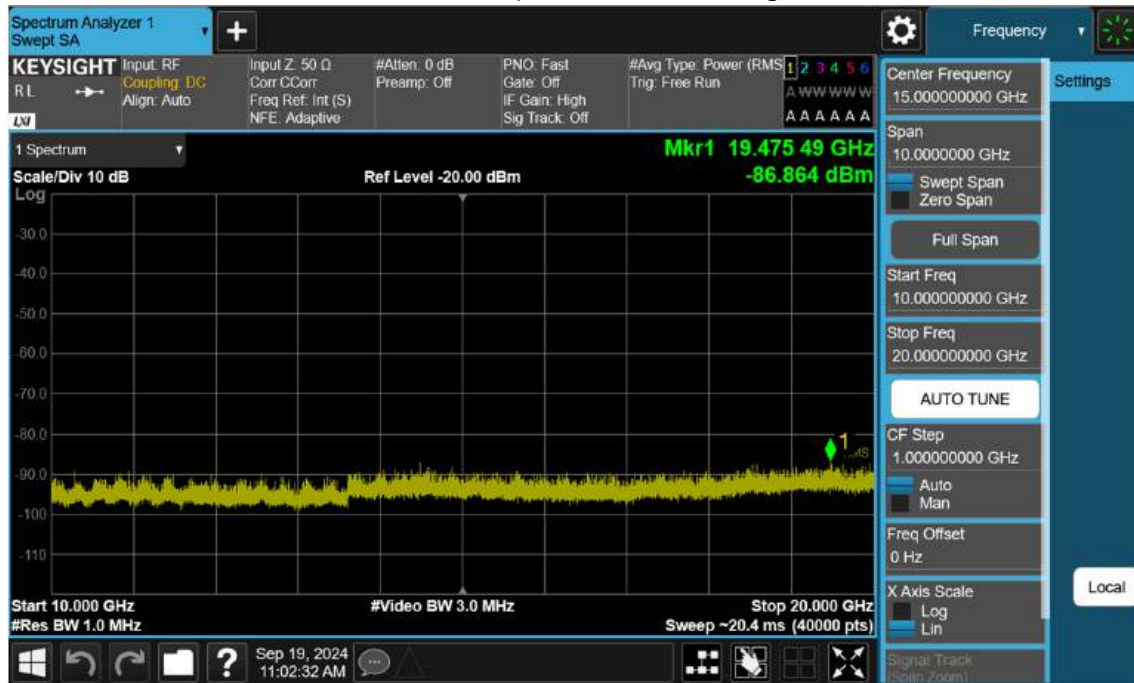 Spectrum Analyzer 1
Swept SA
+
Frequency
KEYSIGHT
RL
LXI
Input: RF
Coupling: DC
Align: Auto
Input Z: 50 Ω
Corr CCorr
Freq Ref: Int (S)
NFE: Adaptive
#Atten: 0 dB
Preamp: Off
PNO: Fast
Gate: Off
IF Gain: High
Sig Track: Off
#Avg Type: Power (RMS
Trig: Free Run
1 2 3 4 5 6
A W W W W W
A A A A A A
1 Spectrum
Scale/Div 10 dB
Log
Ref Level -20.00 dBm
Mkr1 19.475 49 GHz
-86.864 dBm
-30.0
-40.0
-50.0
-60.0
-70.0
-80.0
-90.0
-100
-110
1
Start 10.000 GHz
#Res BW 1.0 MHz
#Video BW 3.0 MHz
Stop 20.000 GHz
Sweep ~20.4 ms (40000 pts)
?
Sep 19, 2024
11:02:32 AM
Center Frequency
15.000000000 GHz
Span
10.0000000 GHz
Swept Span
Zero Span
Full Span
Start Freq
10.000000000 GHz
Stop Freq
20.000000000 GHz
AUTO TUNE
CF Step
1.000000000 GHz
Auto
Man
Freq Offset
0 Hz
X Axis Scale
Log
Lin
Signal Track
(Span Zoom)
Settings
Local